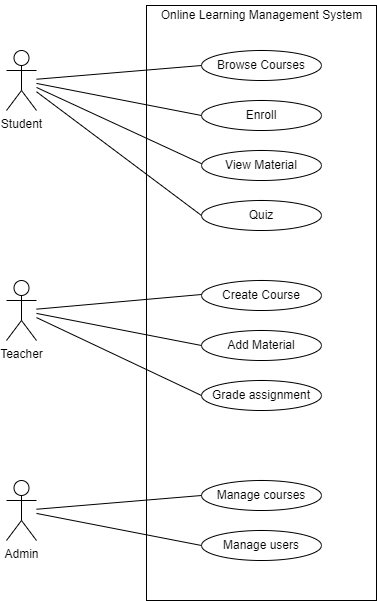 Online Learning Management System
Browse Courses
Enroll
Student
View Material
Quiz
Create Course
Teacher
Add Material
Grade assignment
Manage courses
Admin
Manage users